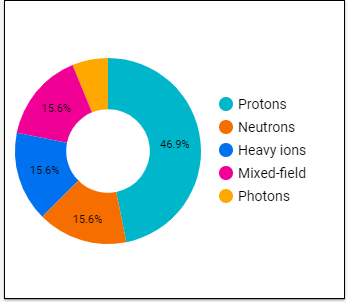 Protons
Neutrons
Heavy ions
Mixed-field
Photons
46.9%
15.6%
15.6%
15.6%